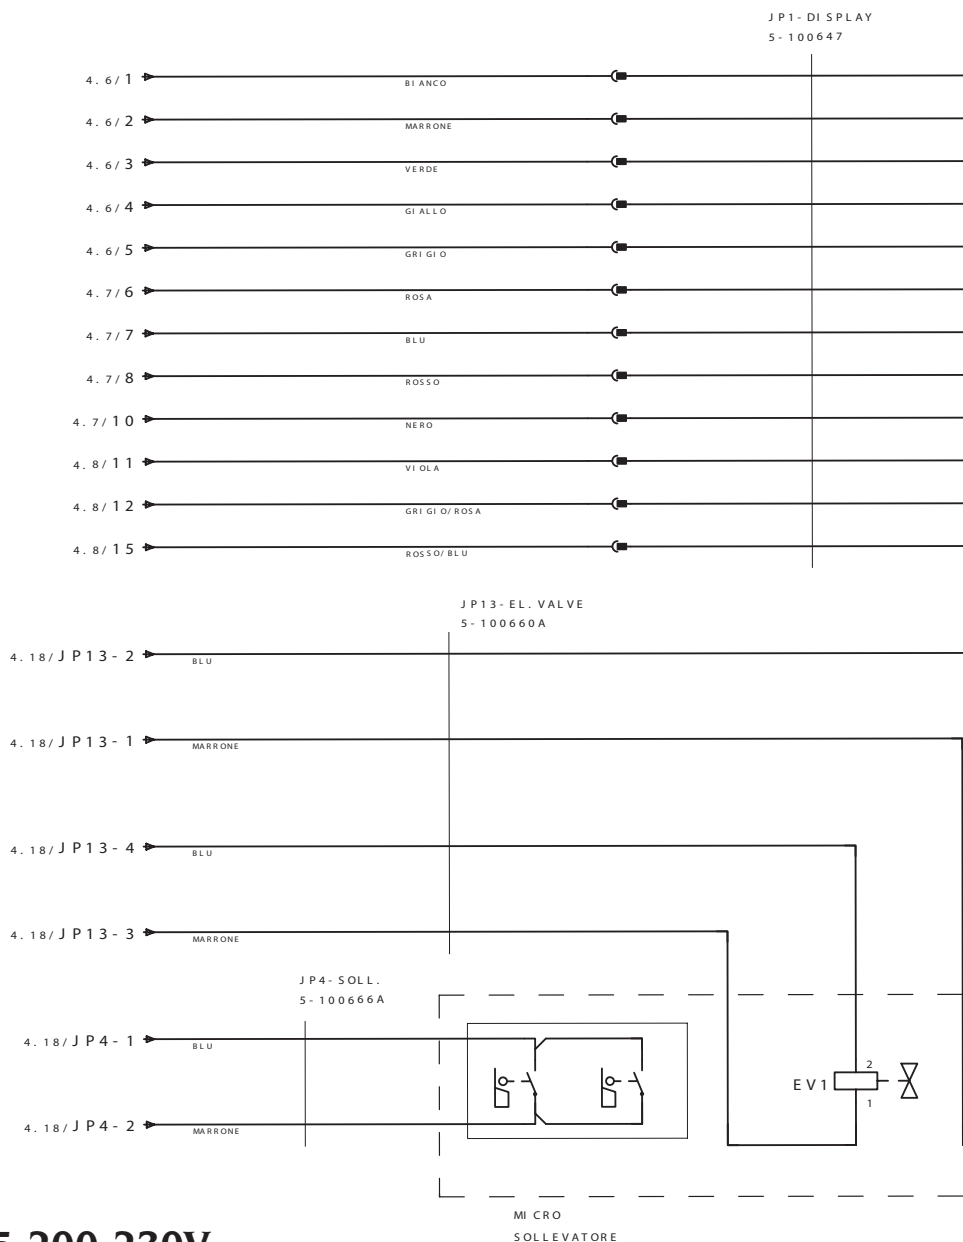 JP1-DISPLAY
5-100647
4.6/1
BIANCO
4.6/2
MARRONE
4.6/3
VERDE
4.6/4
GIALLO
4.6/5
GRIGIO
4.7/6
ROSA
4.7/7
BLU
4.7/8
ROSSO
4.7/10
NERO
4.8/11
VIOLA
4.8/12
GRIGIO/ROSA
4.8/15
ROSSO/BLU
JP13-EL.VALVE
5-100660A
4.18/JP13-2
BLU
4.18/JP13-1
MARRONE
4.18/JP13-4
BLU
4.18/JP13-3
MARRONE
JP4-SOLL.
5-100666A
4.18/JP4-1
BLU
2
EV1
1
4.18/JP4-2
MARRONE
MICRO
SOLLEVATORE
200-230V